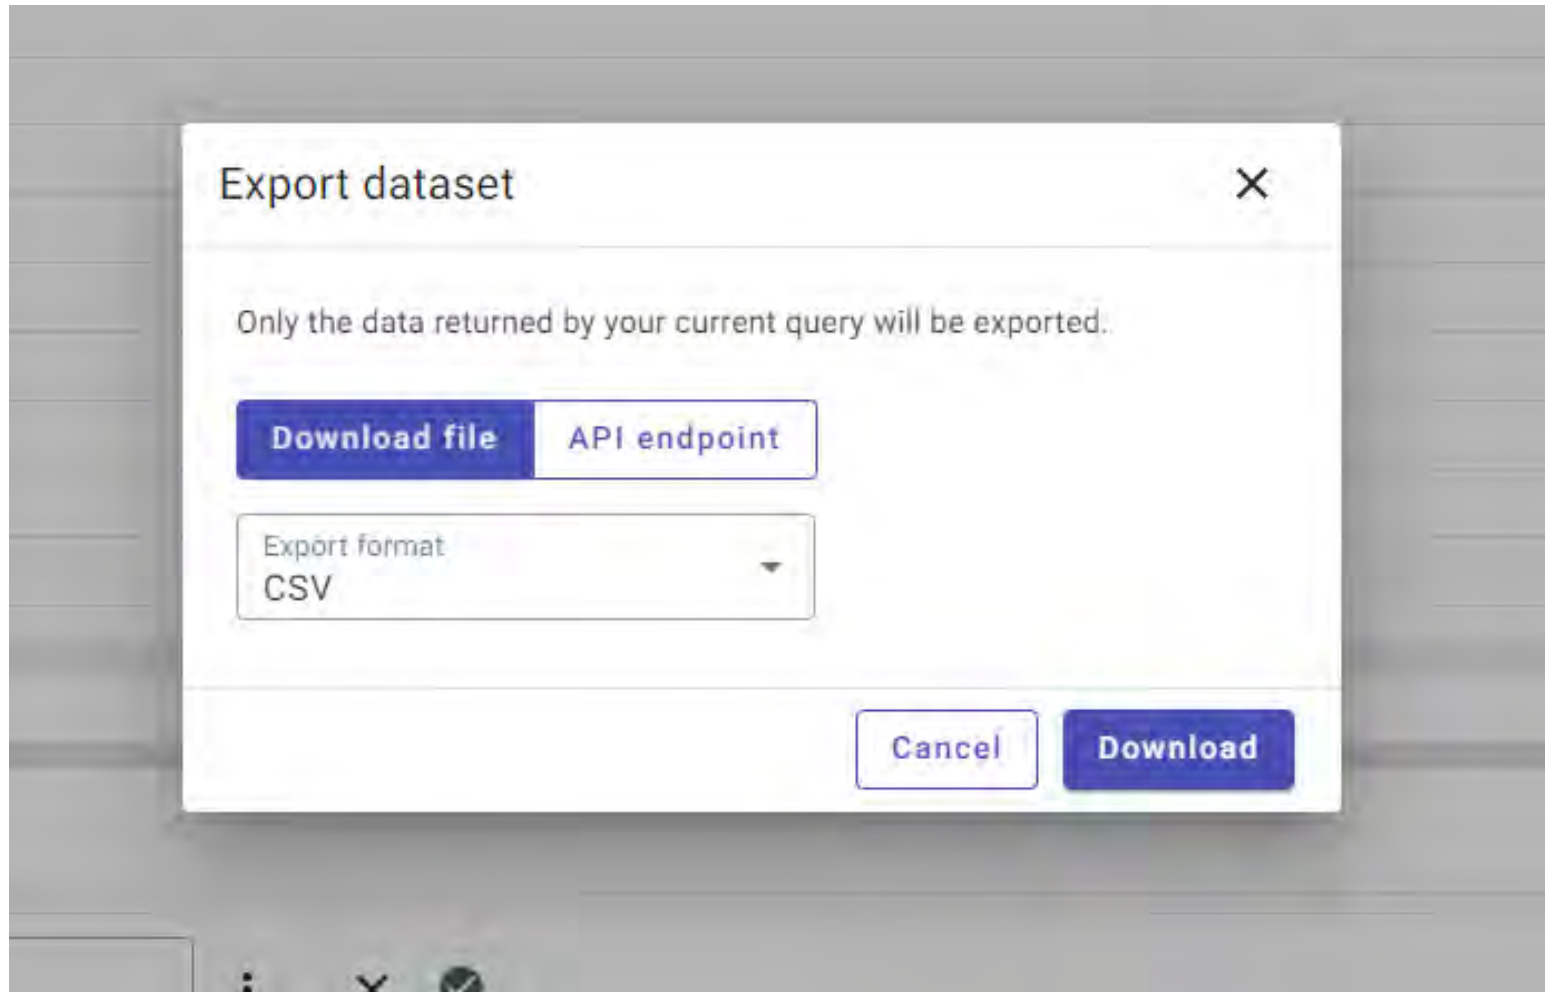 Export dataset
Only the data returned by your current query will be exported.
Download file
API endpoint
Export format
CSV
Cancel
Download